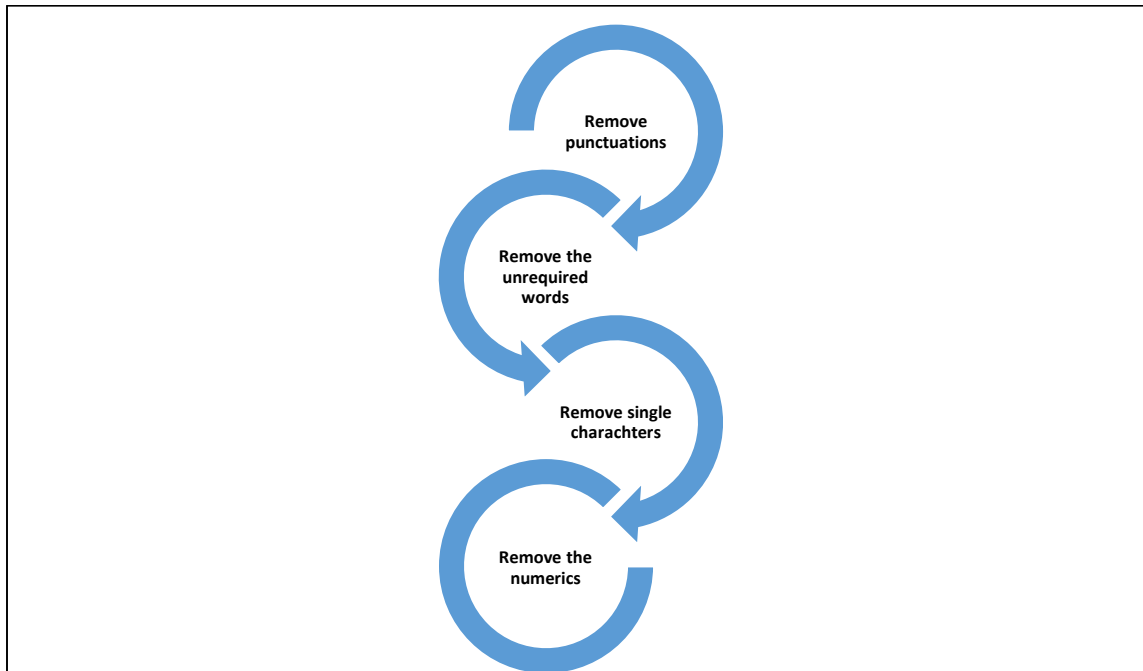 Remove
punctuations
Remove the
unrequired
words
Remove single
charachters
Remove the
numerics